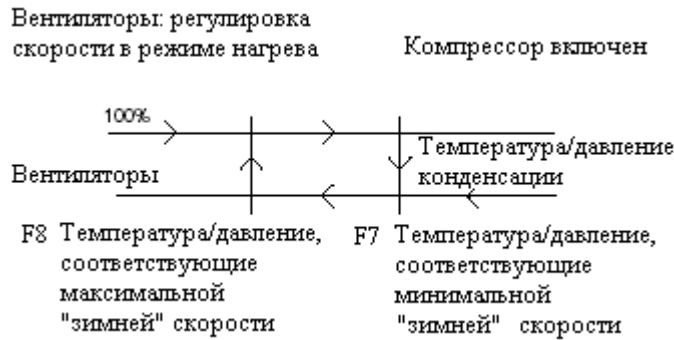 Вентиляторы: регулировка
скорости в режиме нагрева
Компрессор включен
100%
Температура/давление
конденсации
Вентиляторы
F8 Температура/давление,
соответствующие
максимальной
"зимней" скорости
F7 Температура/давление,
соответствующие
минимальной
"зимней" скорости